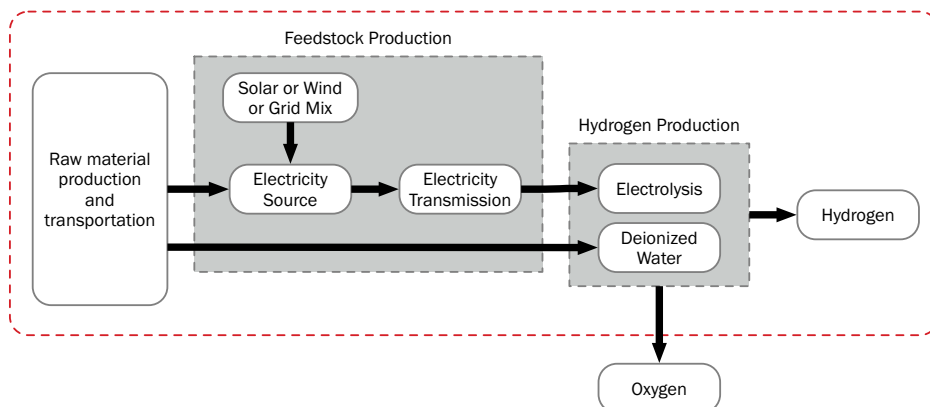 Feedstock Production
Solar or Wind
or Grid Mix
Hydrogen Production
Raw material
production
and
transportation
Electricity
Source
Electricity
Transmission
Electrolysis
Hydrogen
Deionized
Water
Oxygen